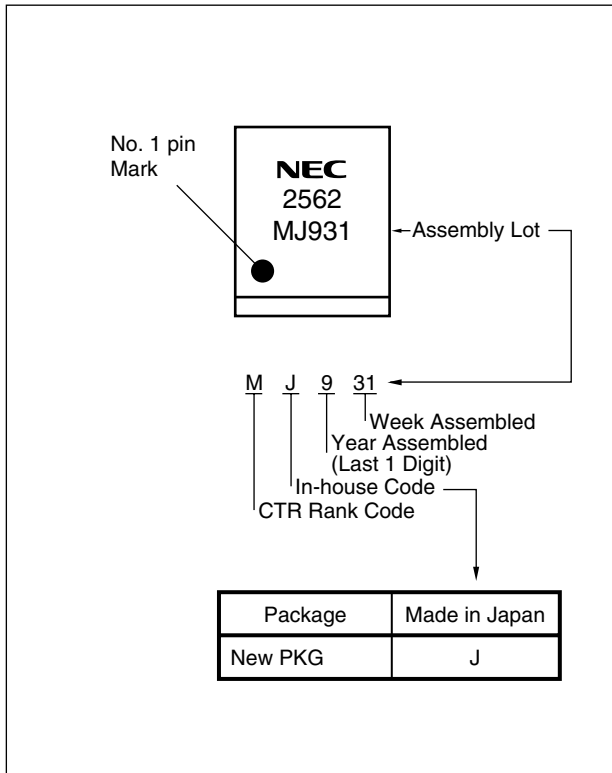 No. 1 pin
Mark
NEC
2562
MJ931
Assembly Lot
M J 9 31
Week Assembled
Year Assembled
(Last 1 Digit)
In-house Code
CTR Rank Code
Package Made in Japan
New PKG J